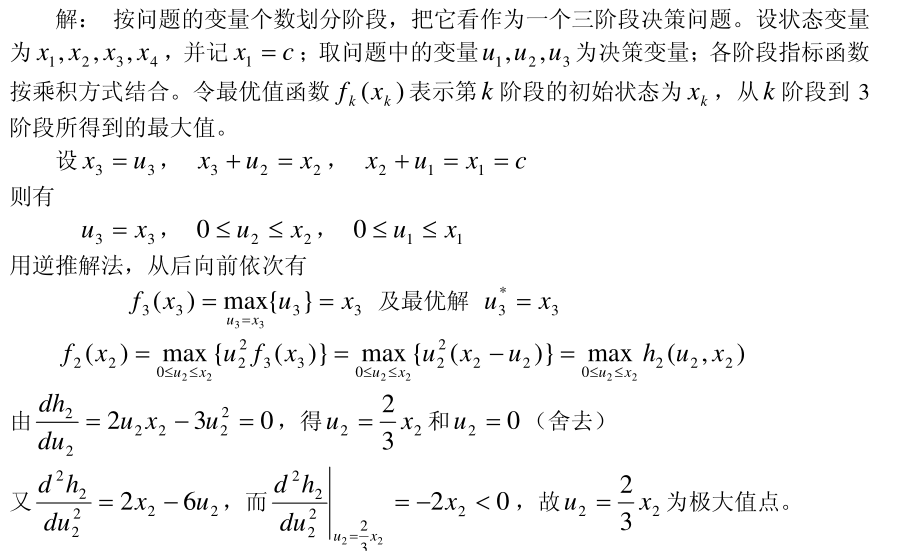 解： 按问题的变量个数划分阶段，把它看作为一个三阶段决策问题。设状态变量
为 $x_1, x_2, x_3, x_4$，并记 $x_1 = c$；取问题中的变量 $u_1, u_2, u_3$ 为决策变量；各阶段指标函数
按乘积方式结合。令最优值函数 $f_k(x_k)$ 表示第 $k$ 阶段的初始状态为 $x_k$，从 $k$ 阶段到 3
阶段所得到的最大值。
设 $x_3 = u_3$， $x_3 + u_2 = x_2$， $x_2 + u_1 = x_1 = c$
则有
$u_3 = x_3$， $0 \le u_2 \le x_2$， $0 \le u_1 \le x_1$
用逆推解法，从后向前依次有
$f_3(x_3) = \max_{u_3 = x_3} \{u_3\} = x_3$ 及最优解 $u_3^* = x_3$
$f_2(x_2) = \max_{0 \le u_2 \le x_2} \{u_2^2 f_3(x_3)\} = \max_{0 \le u_2 \le x_2} \{u_2^2 (x_2 - u_2)\} = \max_{0 \le u_2 \le x_2} h_2(u_2, x_2)$
由 $\frac{dh_2}{du_2} = 2u_2 x_2 - 3u_2^2 = 0$，得 $u_2 = \frac{2}{3} x_2$ 和 $u_2 = 0$（舍去）
又 $\frac{d^2 h_2}{du_2^2} = 2x_2 - 6u_2$，而 $\left. \frac{d^2 h_2}{du_2^2} \right|_{u_2 = \frac{2}{3} x_2} = -2x_2 < 0$，故 $u_2 = \frac{2}{3} x_2$ 为极大值点。